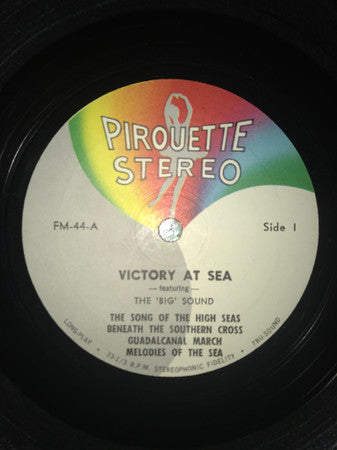 PIROUETTE
STEREO
FM-44-A
Side 1
VICTORY AT SEA
—featuring—
THE 'BIG' SOUND
THE SONG OF THE HIGH SEAS
BENEATH THE SOUTHERN CROSS
GUADALCANAL MARCH
MELODIES OF THE SEA
LONG-PLAY • 33-1/3 R.P.M. STEREOPHONIC FIDELITY • TRU-SOUND